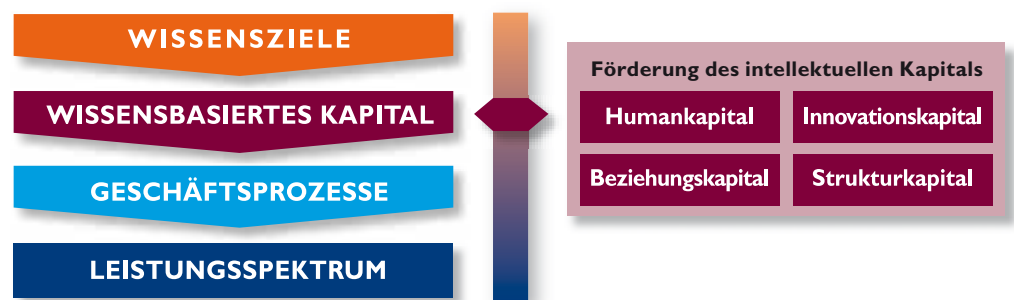 WISSENSZIELE
WISSENSBASIERTES KAPITAL
GESCHÄFTSPROZESSE
LEISTUNGSSPEKTRUM
Förderung des intellektuellen Kapitals
Humankapital
Innovationskapital
Beziehungskapital
Strukturkapital